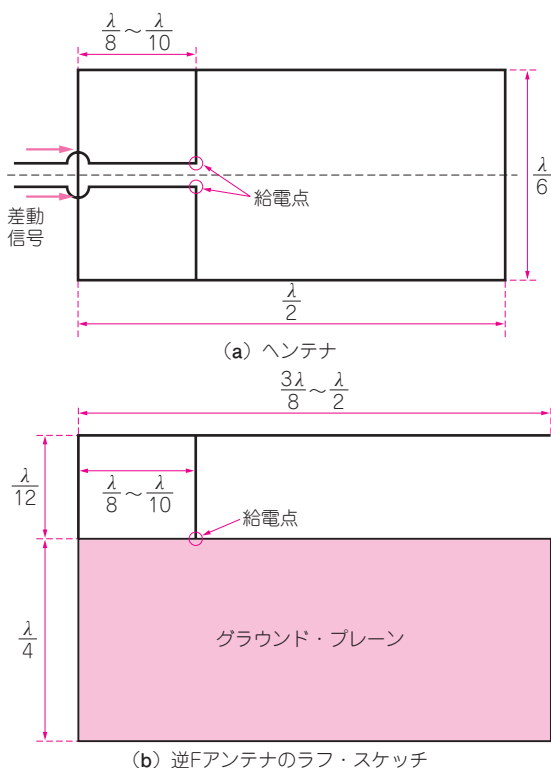 λ/8～λ/10
差動
信号
給電点
λ/6
λ/2
(a) ヘンテナ
3λ/8～λ/2
λ/12
λ/8～λ/10
給電点
λ/4
グラウンド・プレーン
(b) 逆Fアンテナのラフ・スケッチ